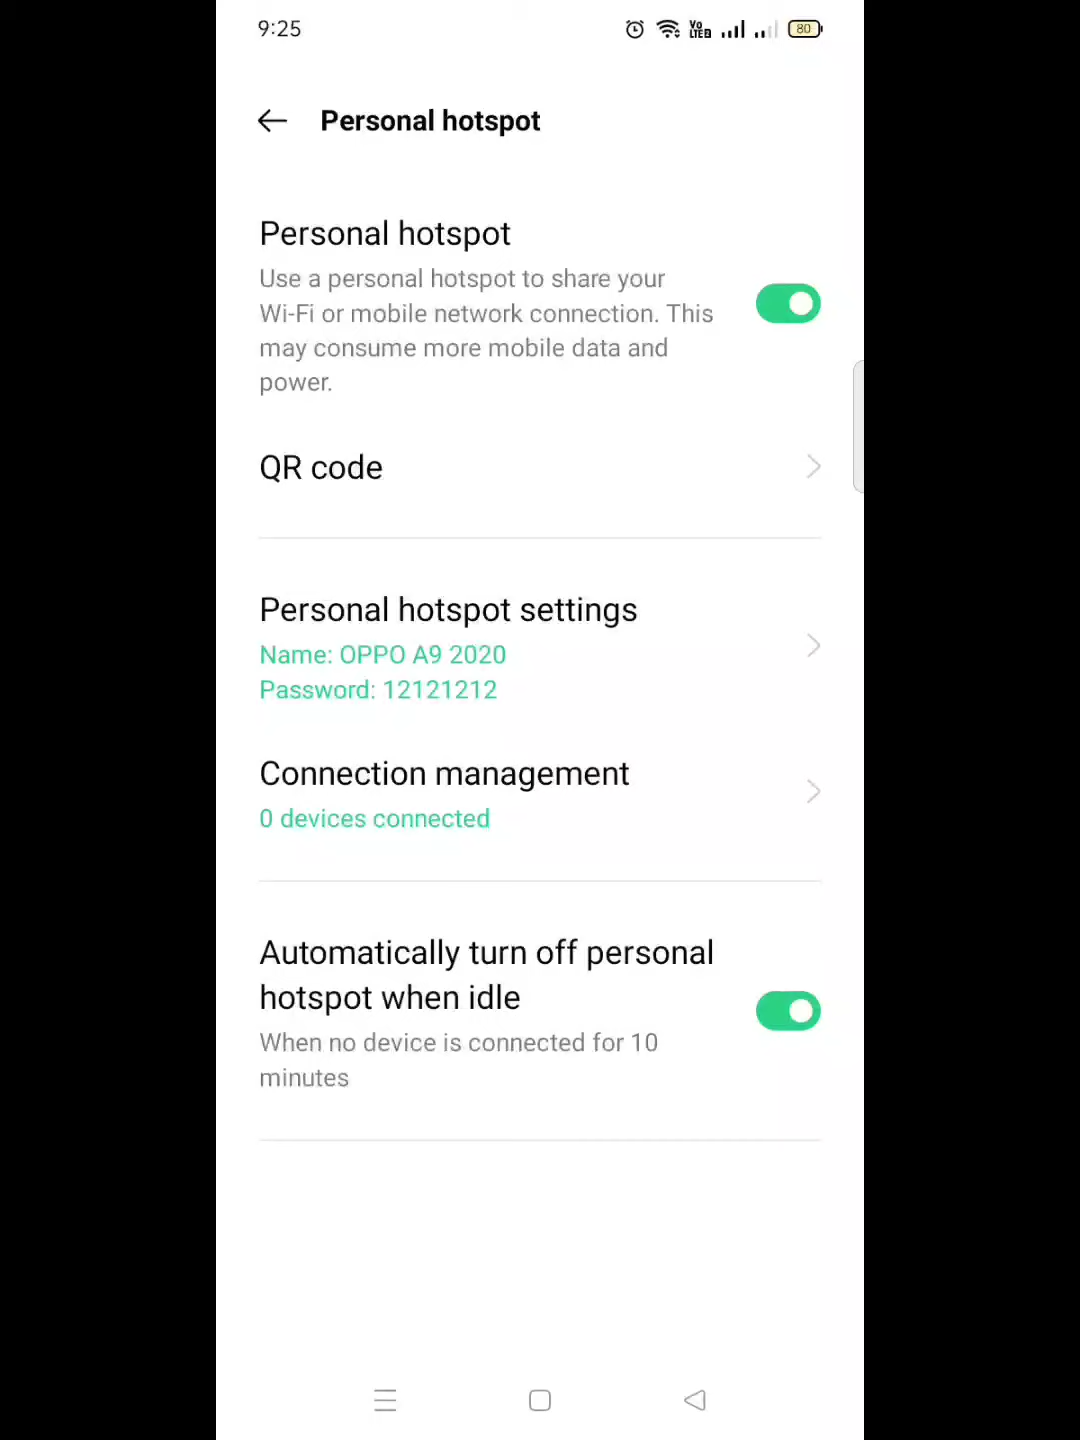 9:25
Vo
LTE2
80
Personal hotspot
Personal hotspot
Use a personal hotspot to share your
Wi-Fi or mobile network connection. This
may consume more mobile data and
power.
QR code
Personal hotspot settings
Name: OPPO A9 2020
Password: 12121212
Connection management
0 devices connected
Automatically turn off personal
hotspot when idle
When no device is connected for 10
minutes